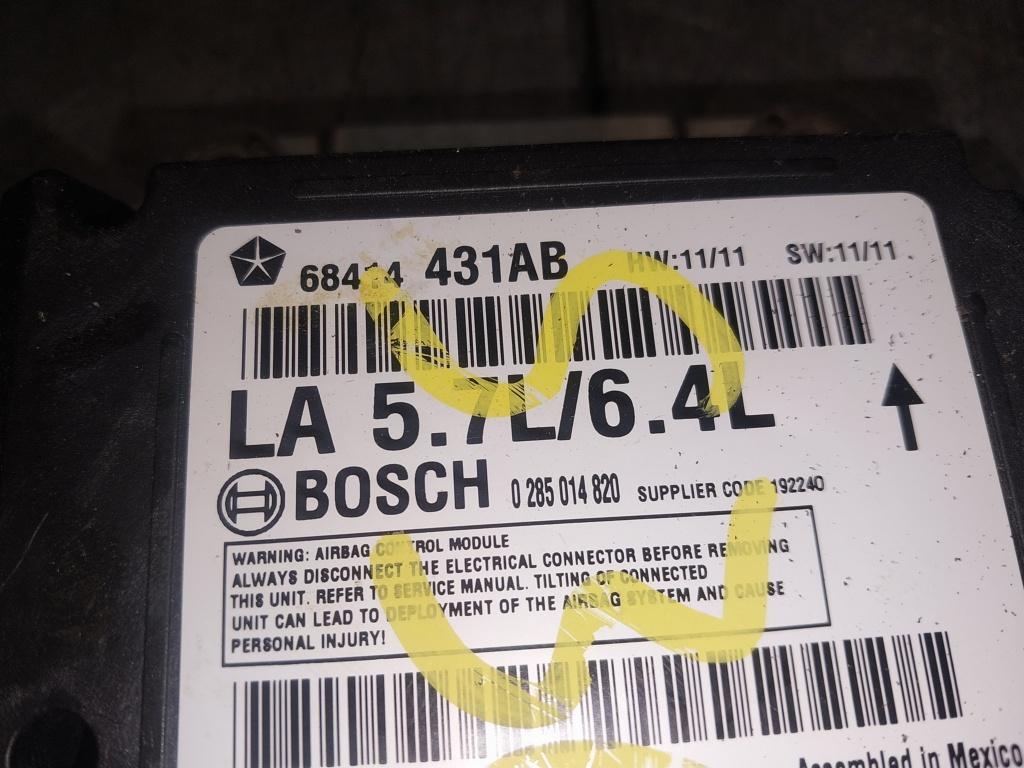 68414 431AB HW:11/11 SW:11/11
LA 5.7L/6.4L
BOSCH 0 285 014 820 SUPPLIER CODE 192240
WARNING: AIRBAG CONTROL MODULE
ALWAYS DISCONNECT THE ELECTRICAL CONNECTOR BEFORE REMOVING
THIS UNIT. REFER TO SERVICE MANUAL. TILTING OF CONNECTED
UNIT CAN LEAD TO DEPLOYMENT OF THE AIRBAG SYSTEM AND CAUSE
PERSONAL INJURY!
Assembled in Mexico